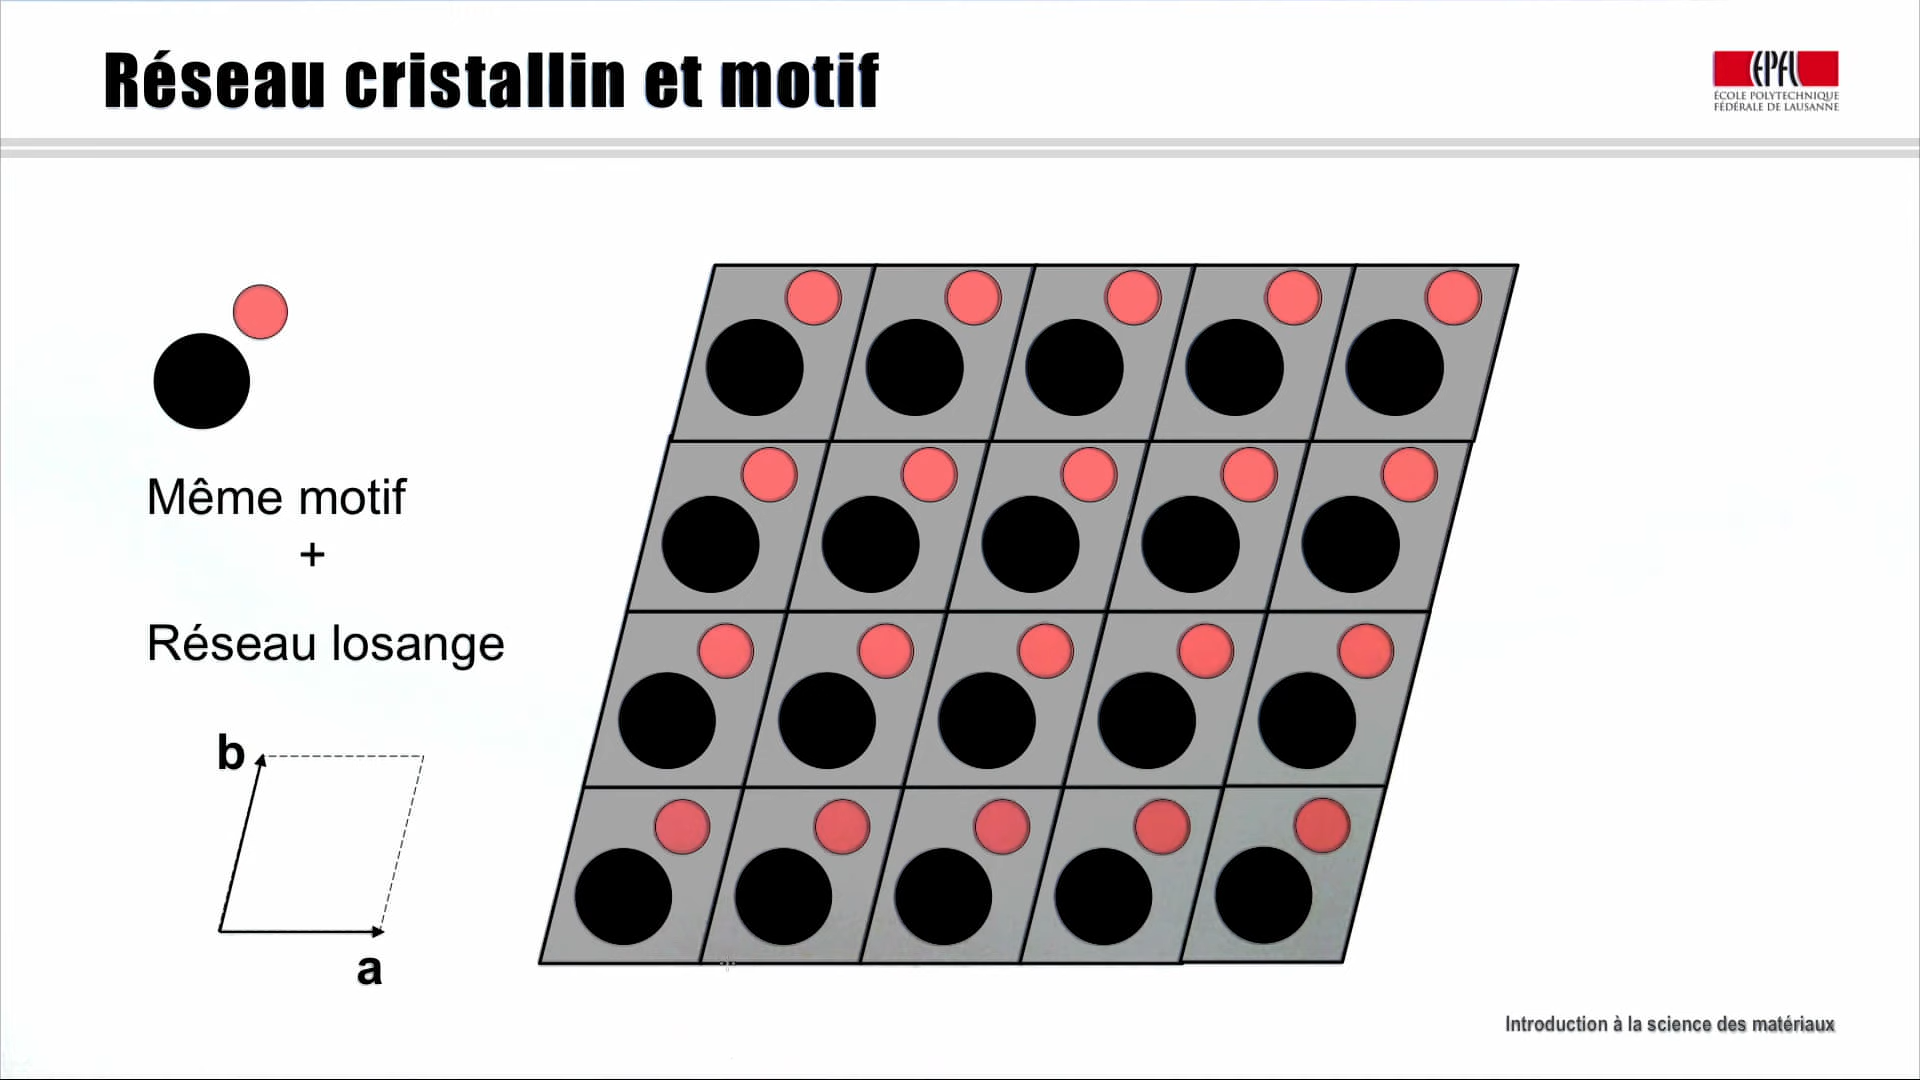 Réseau cristallin et motif
EPFL
ÉCOLE POLYTECHNIQUE
FÉDÉRALE DE LAUSANNE
Même motif
+
Réseau losange
b
a
Introduction à la science des matériaux